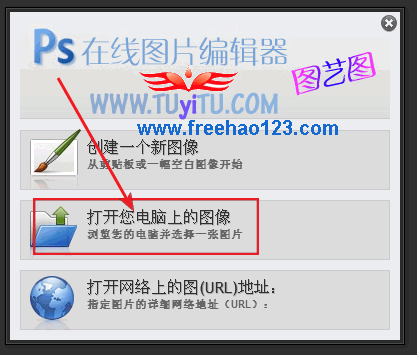 Ps在线图片编辑器
图艺图
WWW.TUyiTU.COM
www.freehao123.com
创建一个新图像
从剪贴板或一幅空白图像开始
打开您电脑上的图像
浏览您的电脑并选择一张图片
打开网络上的图(URL)地址：
指定图片的详细网络地址（URL）：